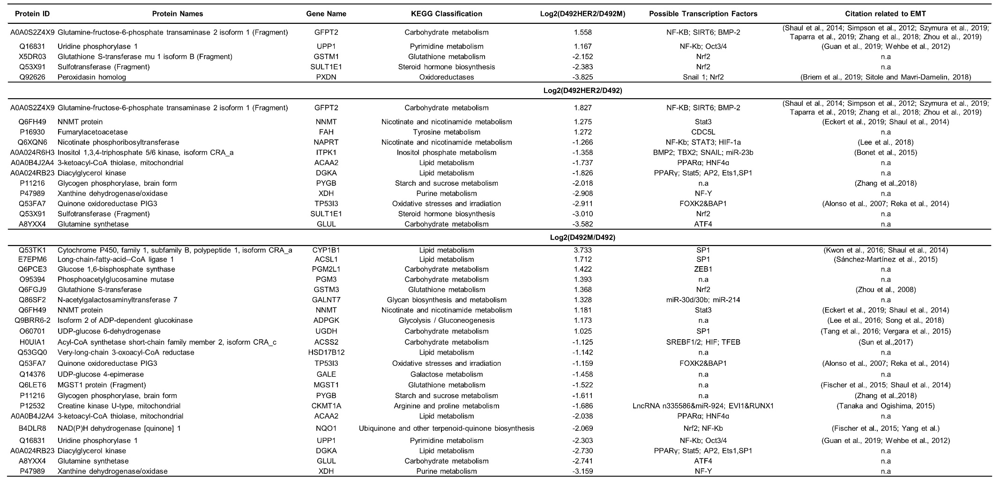 Protein ID Protein Names Gene Name KEGG Classification Log2(D492HER2/D492M) Possible Transcription Factors Citation related to EMT
A0A0S2Z4X9 Glutamine-fructose-6-phosphate transaminase 2 isoform 1 (Fragment) GFPT2 Carbohydrate metabolism 1.558 NF-KB; SIRT6; BMP-2 (Shaul et al., 2014; Simpson et al., 2012; Szymura et al., 2019;
Taparra et al., 2019; Zhang et al., 2018; Zhou et al., 2019)
Q16831 Uridine phosphorylase 1 UPP1 Pyrimidine metabolism 1.167 NF-Kb; Oct3/4 (Guan et al., 2019; Wehbe et al., 2012)
X5DR03 Glutathione S-transferase mu 1 isoform B (Fragment) GSTM1 Glutathione metabolism -2.152 Nrf2 n.a
Q53X91 Sulfotransferase (Fragment) SULT1E1 Steroid hormone biosynthesis -2.383 Nrf2 n.a
Q92626 Peroxidasin homolog PXDN Oxidoreductases -3.825 Snail 1; Nrf2 (Briem et al., 2019; Sitole and Mavri-Damelin, 2018)
Log2(D492HER2/D492)
A0A0S2Z4X9 Glutamine-fructose-6-phosphate transaminase 2 isoform 1 (Fragment) GFPT2 Carbohydrate metabolism 1.827 NF-KB; SIRT6; BMP-2 (Shaul et al., 2014; Simpson et al., 2012; Szymura et al., 2019;
Taparra et al., 2019; Zhang et al., 2018; Zhou et al., 2019)
Q6FH49 NNMT protein NNMT Nicotinate and nicotinamide metabolism 1.275 Stat3 (Eckert et al., 2019; Shaul et al., 2014)
P16930 Fumarylacetoacetase FAH Tyrosine metabolism 1.272 CDC5L n.a
Q6XQN6 Nicotinate phosphoribosyltransferase NAPRT Nicotinate and nicotinamide metabolism -1.266 NF-Kb; STAT3; HIF-1a (Lee et al., 2018)
A0A024R6H3 Inositol 1,3,4-triphosphate 5/6 kinase, isoform CRA_a ITPK1 Inositol phosphate metabolism -1.358 BMP2; TBX2; SNAIL; miR-23b (Bonet et al., 2015)
A0A0B4J2A4 3-ketoacyl-CoA thiolase, mitochondrial ACAA2 Lipid metabolism -1.737 PPARα; HNF4α n.a
A0A024RB23 Diacylglycerol kinase DGKA Lipid metabolism -1.826 PPARγ; Stat5; AP2, Ets1,SP1 n.a
P11216 Glycogen phosphorylase, brain form PYGB Starch and sucrose metabolism -2.018 n.a (Zhang et al.,2018)
P47989 Xanthine dehydrogenase/oxidase XDH Purine metabolism -2.908 NF-Y n.a
Q53FA7 Quinone oxidoreductase PIG3 TP53I3 Oxidative stresses and irradiation -2.911 FOXK2&BAP1 (Alonso et al., 2007; Reka et al., 2014)
Q53X91 Sulfotransferase (Fragment) SULT1E1 Steroid hormone biosynthesis -3.010 Nrf2 n.a
A8YXX4 Glutamine synthetase GLUL Carbohydrate metabolism -3.582 ATF4 n.a
Log2(D492M/D492)
Q53TK1 Cytochrome P450, family 1, subfamily B, polypeptide 1, isoform CRA_a CYP1B1 Lipid metabolism 3.733 SP1 (Kwon et al., 2016; Shaul et al., 2014)
E7EPM6 Long-chain-fatty-acid--CoA ligase 1 ACSL1 Lipid metabolism 1.712 SP1 (Sánchez-Martínez et al., 2015)
Q6PCE3 Glucose 1,6-bisphosphate synthase PGM2L1 Carbohydrate metabolism 1.422 ZEB1 n.a
O95394 Phosphoacetylglucosamine mutase PGM3 Carbohydrate metabolism 1.393 n.a n.a
Q6FGJ9 Glutathione S-transferase GSTM3 Glutathione metabolism 1.368 Nrf2 (Zhou et al., 2008)
Q86SF2 N-acetylgalactosaminyltransferase 7 GALNT7 Glycan biosynthesis and metabolism 1.328 miR-30d/30b; miR-214 n.a
Q6FH49 NNMT protein NNMT Nicotinate and nicotinamide metabolism 1.181 Stat3 (Eckert et al., 2019; Shaul et al., 2014)
Q9BRR6-2 Isoform 2 of ADP-dependent glucokinase ADPGK Glycolysis / Gluconeogenesis 1.173 n.a (Lee et al., 2016; Song et al., 2018)
O60701 UDP-glucose 6-dehydrogenase UGDH Carbohydrate metabolism 1.025 SP1 (Tang et al., 2016; Vergara et al., 2015)
H0UIA1 Acyl-CoA synthetase short-chain family member 2, isoform CRA_c ACSS2 Carbohydrate metabolism -1.125 SREBF1/2; HIF; TFEB (Sun et al.,2017)
Q53GQ0 Very-long-chain 3-oxoacyl-CoA reductase HSD17B12 Lipid metabolism -1.142 n.a n.a
Q53FA7 Quinone oxidoreductase PIG3 TP53I3 Oxidative stresses and irradiation -1.159 FOXK2&BAP1 (Alonso et al., 2007; Reka et al., 2014)
Q14376 UDP-glucose 4-epimerase GALE Galactose metabolism -1.458 n.a n.a
Q6LET6 MGST1 protein (Fragment) MGST1 Glutathione metabolism -1.522 n.a (Fischer et al., 2015; Shaul et al., 2014)
P11216 Glycogen phosphorylase, brain form PYGB Starch and sucrose metabolism -1.611 n.a (Zhang et al.,2018)
P12532 Creatine kinase U-type, mitochondrial CKMT1A Arginine and proline metabolism -1.686 LncRNA n335586&miR-924; EVI1&RUNX1 (Tanaka and Ogishima, 2015)
A0A0B4J2A4 3-ketoacyl-CoA thiolase, mitochondrial ACAA2 Lipid metabolism -2.038 PPARα; HNF4α n.a
B4DLR8 NAD(P)H dehydrogenase [quinone] 1 NQO1 Ubiquinone and other terpenoid-quinone biosynthesis -2.069 Nrf2; NF-Kb (Fischer et al., 2015; Yang et al.)
Q16831 Uridine phosphorylase 1 UPP1 Pyrimidine metabolism -2.303 NF-Kb; Oct3/4 (Guan et al., 2019; Wehbe et al., 2012)
A0A024RB23 Diacylglycerol kinase DGKA Lipid metabolism -2.730 PPARγ; Stat5; AP2, Ets1,SP1 n.a
A8YXX4 Glutamine synthetase GLUL Carbohydrate metabolism -2.741 ATF4 n.a
P47989 Xanthine dehydrogenase/oxidase XDH Purine metabolism -3.159 NF-Y n.a